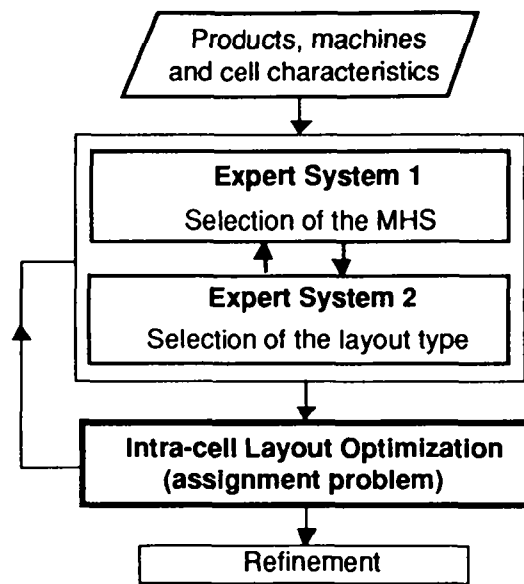 Products, machines
and cell characteristics
Expert System 1
Selection of the MHS
Expert System 2
Selection of the layout type
Intra-cell Layout Optimization
(assignment problem)
Refinement